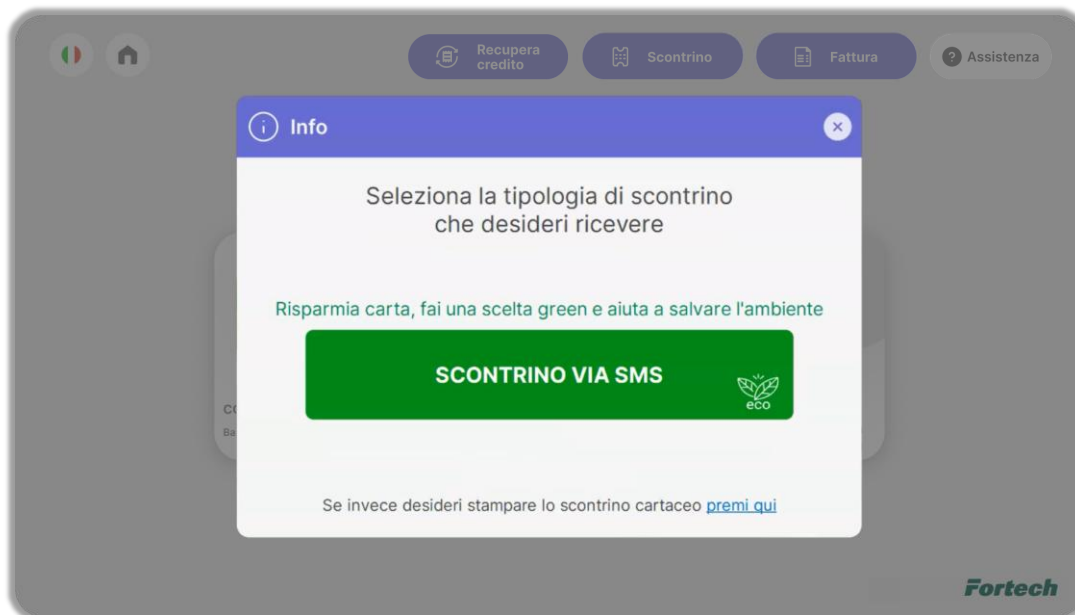 Recupera
credito
Scontrino
Fattura
? Assistenza
i Info
Seleziona la tipologia di scontrino
che desideri ricevere
Risparmia carta, fai una scelta green e aiuta a salvare l'ambiente
SCONTRINO VIA SMS
eco
Se invece desideri stampare lo scontrino cartaceo premi qui
Fortech